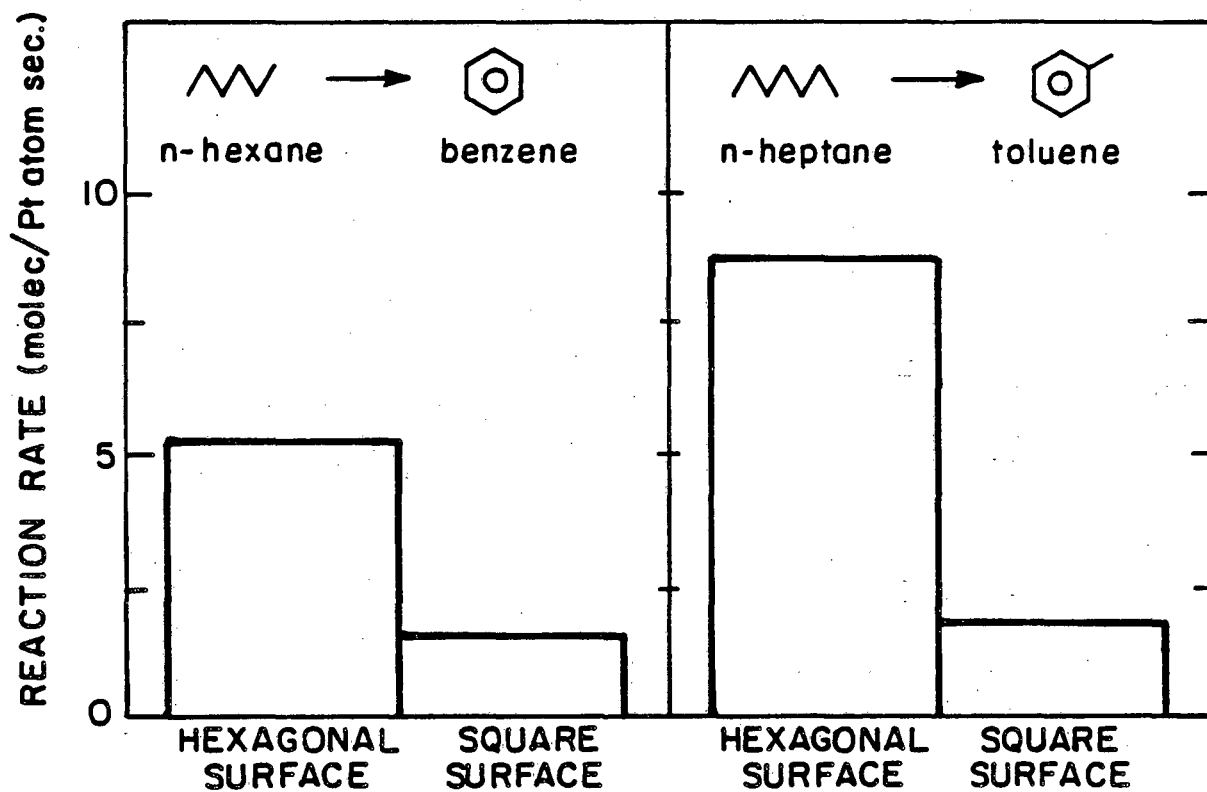 REACTION RATE (molec/Pt atom sec.)
10
5
0
n-hexane
benzene
n-heptane
toluene
HEXAGONAL
SURFACE
SQUARE
SURFACE
HEXAGONAL
SURFACE
SQUARE
SURFACE